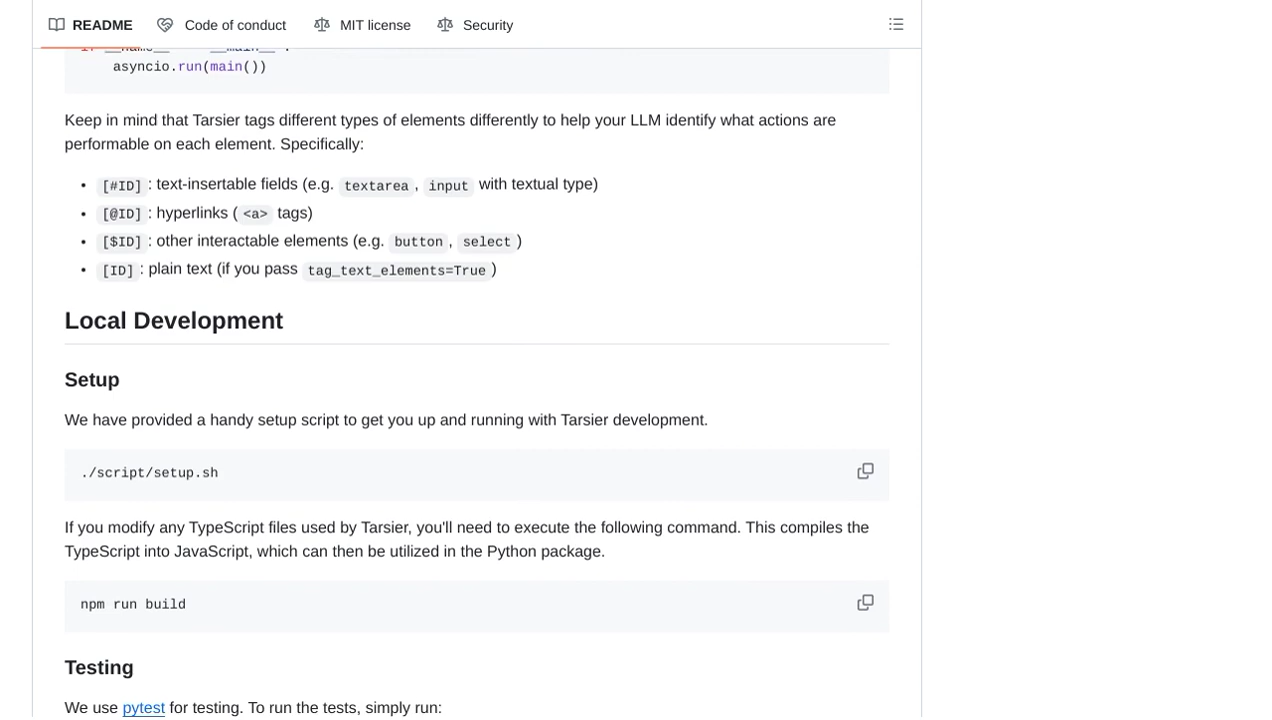 README
Code of conduct
MIT license
Security
if __name__ __main__ :
asyncio.run(main())
Keep in mind that Tarsier tags different types of elements differently to help your LLM identify what actions are
performable on each element. Specifically:
• [#ID] : text-insertable fields (e.g. textarea , input with textual type)
• [@ID] : hyperlinks ( <a> tags)
• [$ID] : other interactable elements (e.g. button , select )
• [ID] : plain text (if you pass tag_text_elements=True )
Local Development
Setup
We have provided a handy setup script to get you up and running with Tarsier development.
./script/setup.sh
If you modify any TypeScript files used by Tarsier, you'll need to execute the following command. This compiles the
TypeScript into JavaScript, which can then be utilized in the Python package.
npm run build
Testing
We use pytest for testing. To run the tests, simply run: